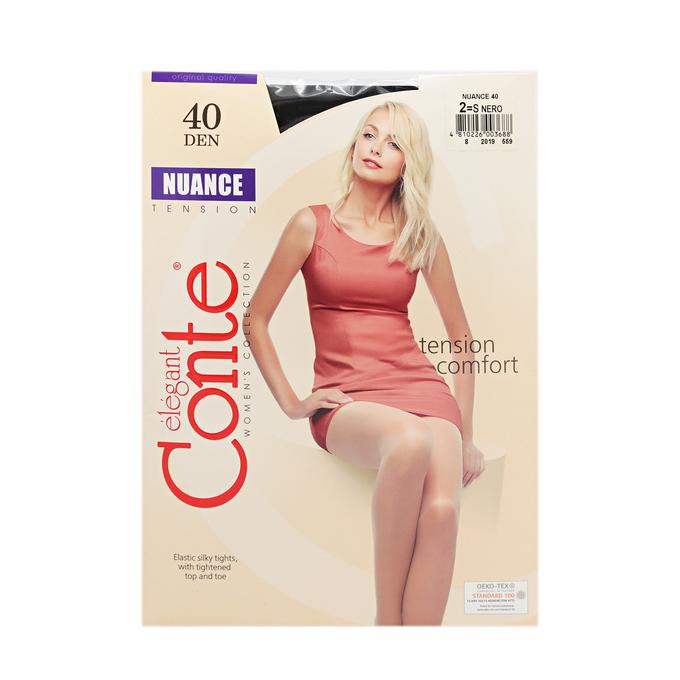 original quality
40
DEN
NUANCE
TENSION
NUANCE 40
2=S NERO
4 810226 003688
8 2019 559
élégant
Conte®
WOMEN'S COLLECTION
tension
comfort
Elastic silky tights,
with tightened
top and toe
OEKO-TEX®
STANDARD 100